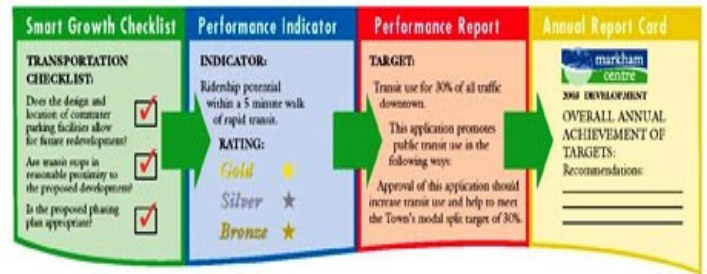 Smart Growth Checklist
TRANSPORTATION
CHECKLIST:
Does the design and
location of commuter
parking facilities allow
for future redevelopment?
Are transit stops in
reasonable proximity to
the proposed development?
Is the proposed phasing
plan appropriate?
Performance Indicator
INDICATOR:
Ridership potential
within a 5 minute walk
of rapid transit.
RATING:
Gold
Silver
Bronze
Performance Report
TARGET:
Transit use for 30% of all traffic
downtown.
This application promotes
public transit use in the
following ways:
Approval of this application should
increase transit use and help to meet
the Town's modal split target of 30%.
Annual Report Card
markham
centre
2003 DEVELOPMENT
OVERALL ANNUAL
ACHIEVEMENT OF
TARGETS:
Recommendations: